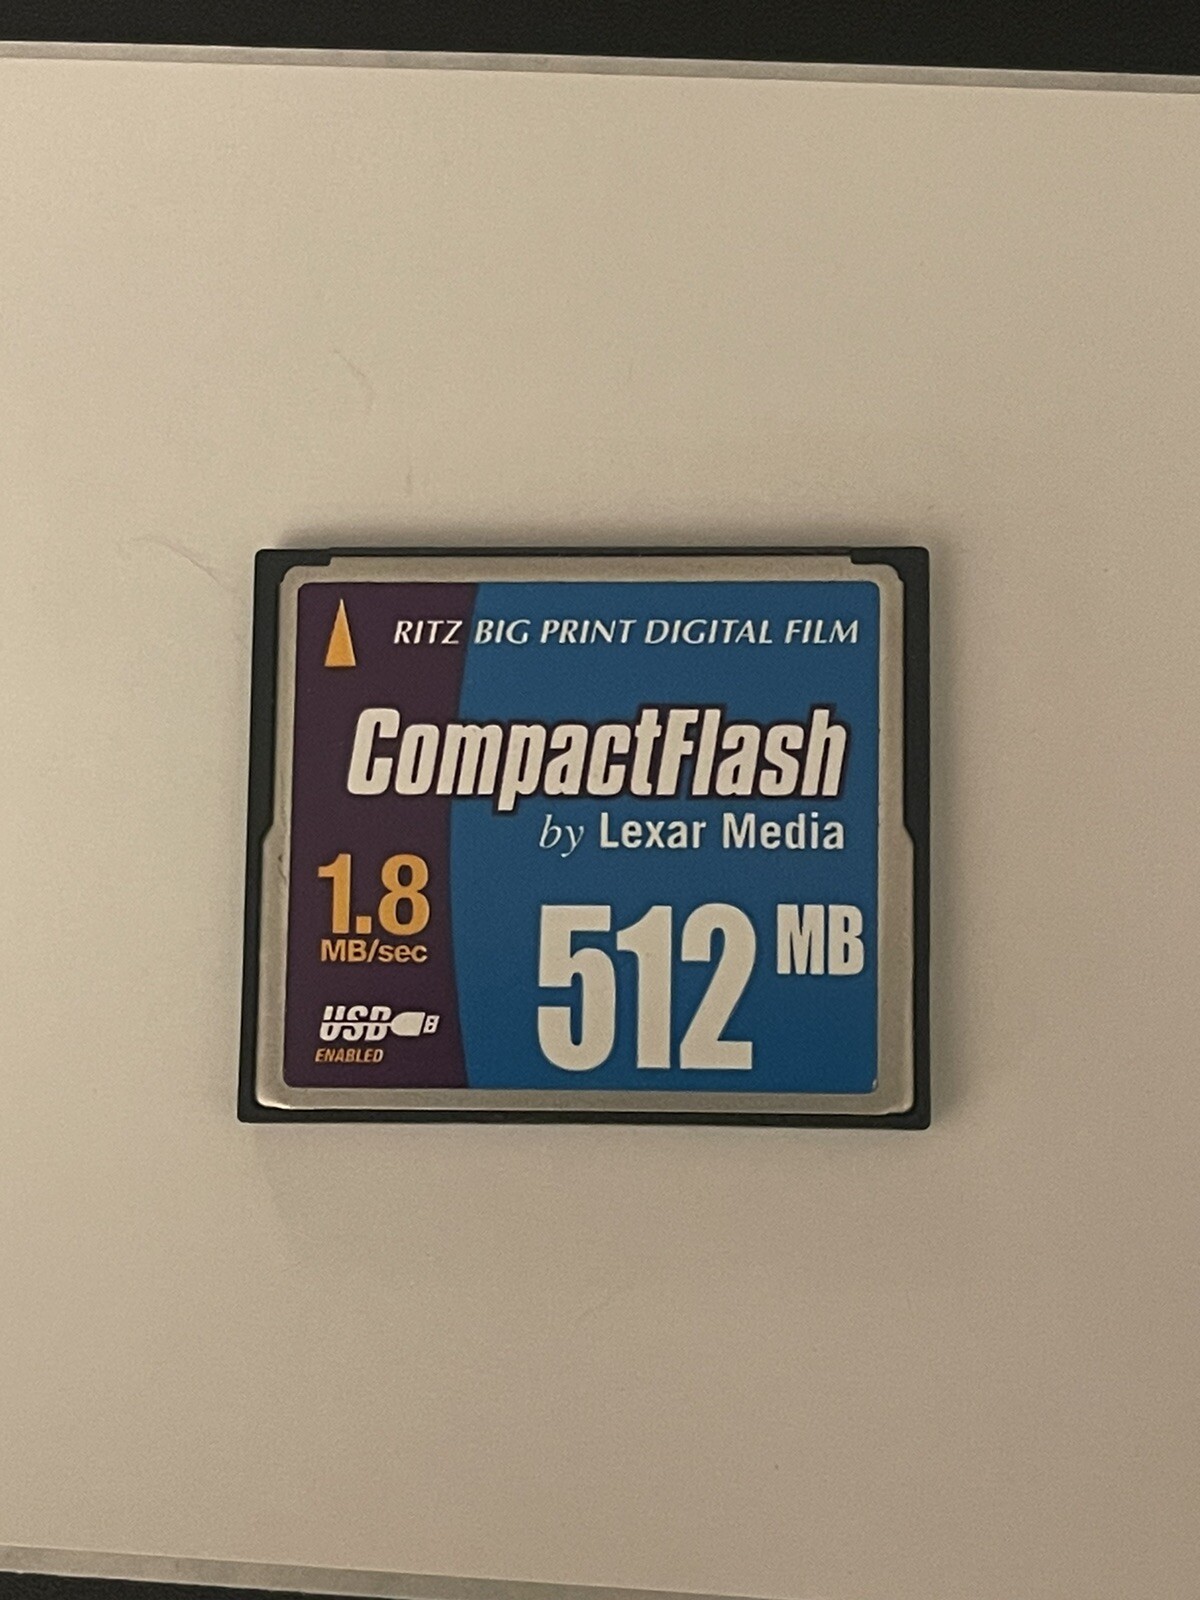 RITZ BIG PRINT DIGITAL FILM
CompactFlash
by Lexar Media
1.8
MB/sec
512 MB
USB
ENABLED